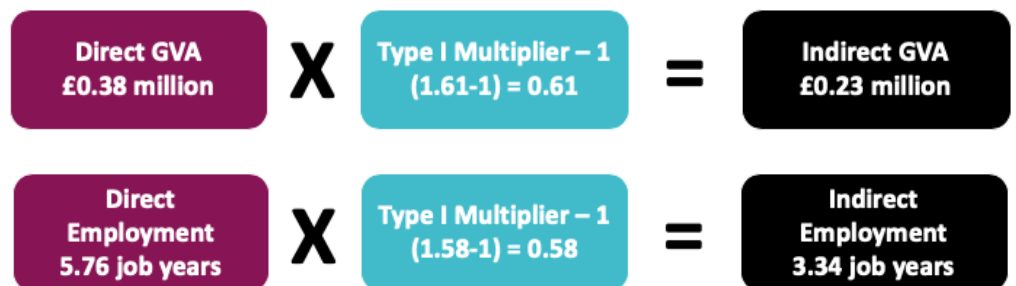 Direct GVA
£0.38 million
X
Type I Multiplier – 1
(1.61-1) = 0.61
=
Indirect GVA
£0.23 million
Direct
Employment
5.76 job years
X
Type I Multiplier – 1
(1.58-1) = 0.58
=
Indirect
Employment
3.34 job years